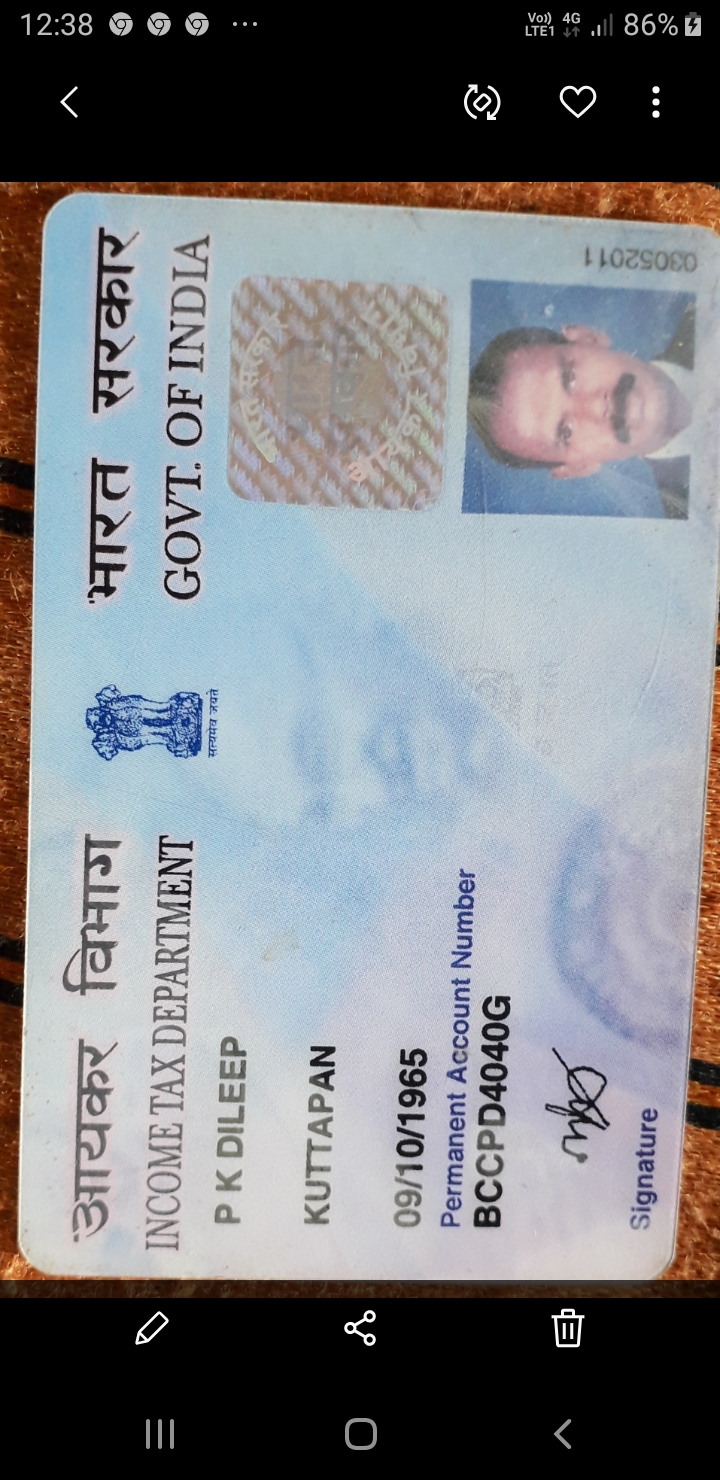 12:38
Vo)) 4G
LTE1
86%
आयकर विभाग
INCOME TAX DEPARTMENT
सत्यमेव जयते
भारत सरकार
GOVT. OF INDIA
P K DILEEP
KUTTAPAN
09/10/1965
Permanent Account Number
BCCPD4040G
Signature
03052011